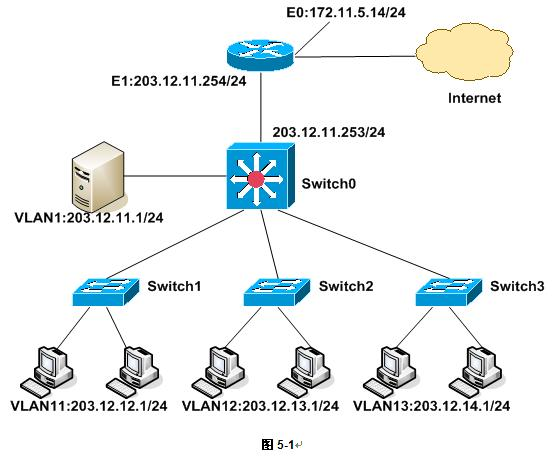 E0:172.11.5.14/24
E1:203.12.11.254/24
Internet
203.12.11.253/24
Switch0
VLAN1:203.12.11.1/24
Switch1
Switch2
Switch3
VLAN11:203.12.12.1/24
VLAN12:203.12.13.1/24
VLAN13:203.12.14.1/24
图 5-1↵